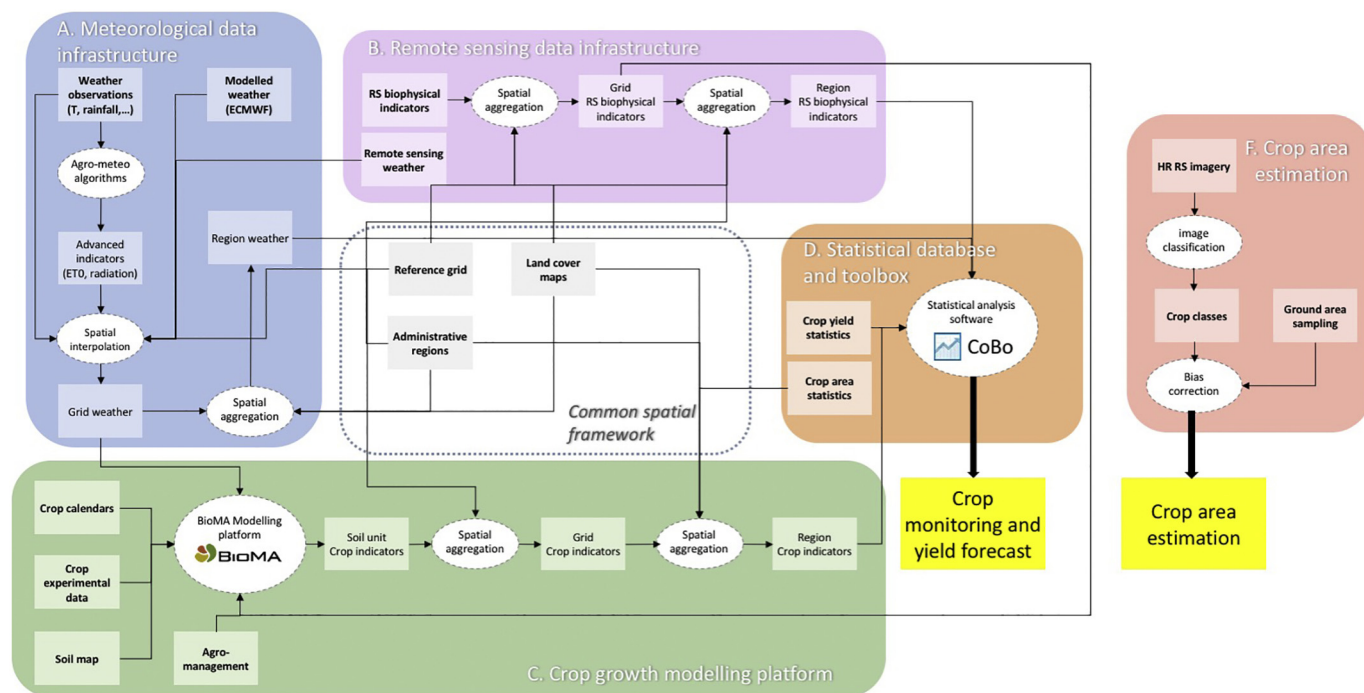 A. Meteorological data
infrastructure
Weather
observations
(T, rainfall,...)
Modelled
weather
(ECMWF)
Agro-meteo
algorithms
Advanced
indicators
(ET0, radiation)
Region weather
Spatial
interpolation
Grid weather
Spatial
aggregation
B. Remote sensing data infrastructure
RS biophysical
indicators
Spatial
aggregation
Grid
RS biophysical
indicators
Spatial
aggregation
Region
RS biophysical
indicators
Remote sensing
weather
Reference grid
Land cover
maps
Administrative
regions
Common spatial
framework
D. Statistical database
and toolbox
Crop yield
statistics
Crop area
statistics
Statistical analysis
software
CoBo
Crop
monitoring and
yield forecast
F. Crop area
estimation
HR RS imagery
image
classification
Crop classes
Ground area
sampling
Bias
correction
Crop area
estimation
Crop calendars
Crop
experimental
data
Soil map
Agro-
management
BioMA Modelling
platform
BIOMA
Soil unit
Crop indicators
Spatial
aggregation
Grid
Crop indicators
Spatial
aggregation
Region
Crop indicators
C. Crop growth modelling platform